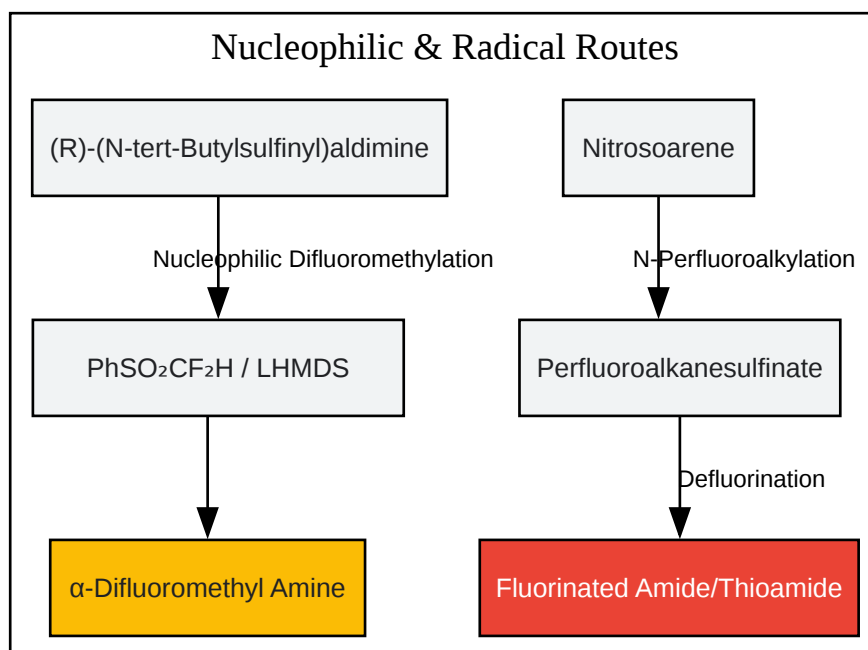 Nucleophilic & Radical Routes
(R)-(N-tert-Butylsulfinyl)aldimine
Nitrosoarene
Nucleophilic Difluoromethylation
N-Perfluoroalkylation
PhSO₂CF₂H / LHMDS
Perfluoroalkanesulfinate
Defluorination
α-Difluoromethyl Amine
Fluorinated Amide/Thioamide